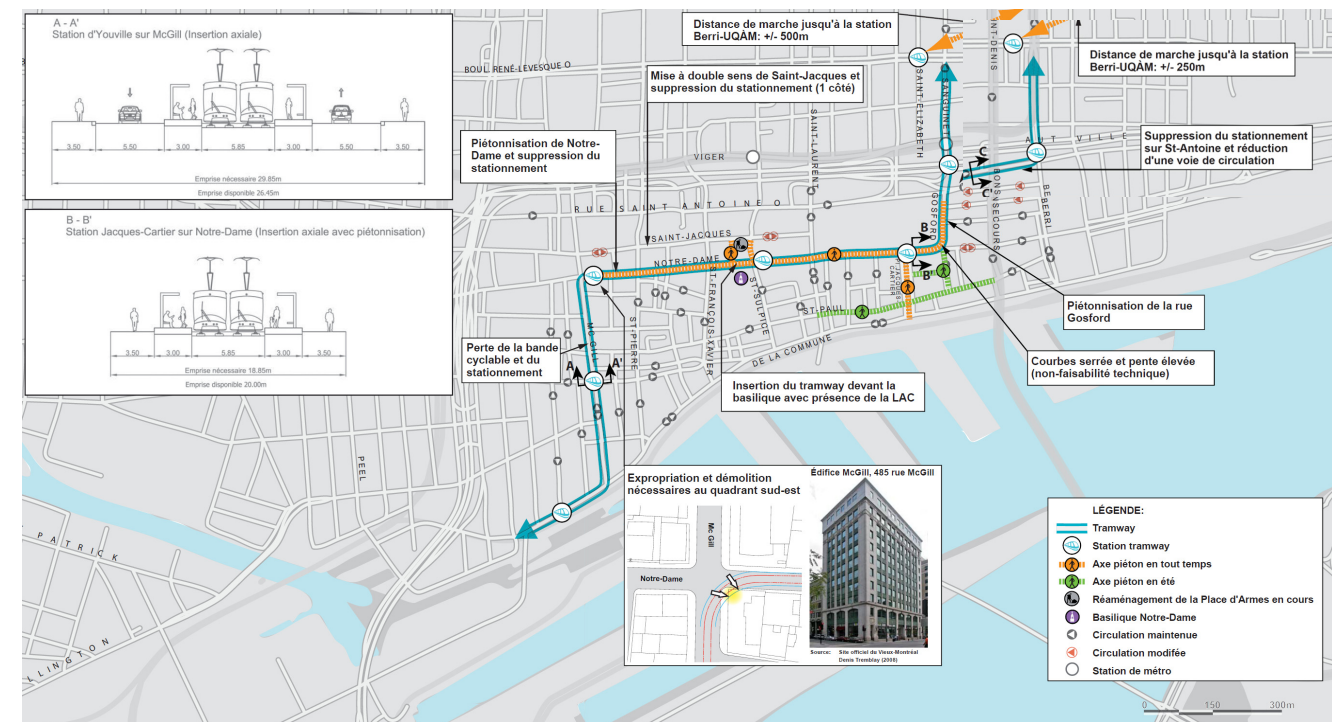 A - A'
Station d'Youville sur McGill (Insertion axiale)
3.50
5.50
3.00
5.85
3.00
5.50
3.50
Emprise nécessaire 29.85m
Emprise disponible 26.45m
B - B'
Station Jacques-Cartier sur Notre-Dame (Insertion axiale avec piétonnisation)
3.50
3.00
5.85
3.00
3.50
Emprise nécessaire 18.85m
Emprise disponible 20.00m
Distance de marche jusqu'à la station
Berri-UQÀM: +/- 500m
Distance de marche jusqu'à la station
Berri-UQÀM: +/- 250m
Mise à double sens de Saint-Jacques et
suppression du stationnement (1 côté)
Piétonnisation de Notre-
Dame et suppression du
stationnement
Suppression du stationnement
sur St-Antoine et réduction
d'une voie de circulation
BOUL. RENÉ-LEVESQUE O
INT-DENIS
SAINT-ELIZABETH
SANGUINET
SAINT-LAURENT
VIGER
AUT VILLE
RUE SAINT ANTOINE O
SAINT-JACQUES
NOTRE-DAME
GOSFORD
BONSECOURS
BERRI
C
C'
B
B'
ST-FRANÇOIS-XAVIER
ST-SULPICE
ST-PIERRE
ST-PAUL
JACQUES
CARTIER
DE LA COMMUNE
MC GILL
A
A'
PEEL
PATRICK
LLINGTON
Perte de la bande
cyclable et du
stationnement
Insertion du tramway devant la
basilique avec présence de la LAC
Piétonnisation de la rue
Gosford
Courbes serrée et pente élevée
(non-faisabilité technique)
Expropriation et démolition
nécessaires au quadrant sud-est
Mc Gill
Notre-Dame
Édifice McGill, 485 rue McGill
Source: Site officiel du Vieux-Montréal
Denis Tremblay (2008)
LÉGENDE:
Tramway
Station tramway
Axe piéton en tout temps
Axe piéton en été
Réaménagement de la Place d'Armes en cours
Basilique Notre-Dame
Circulation maintenue
Circulation modifée
Station de métro
0 150 300m